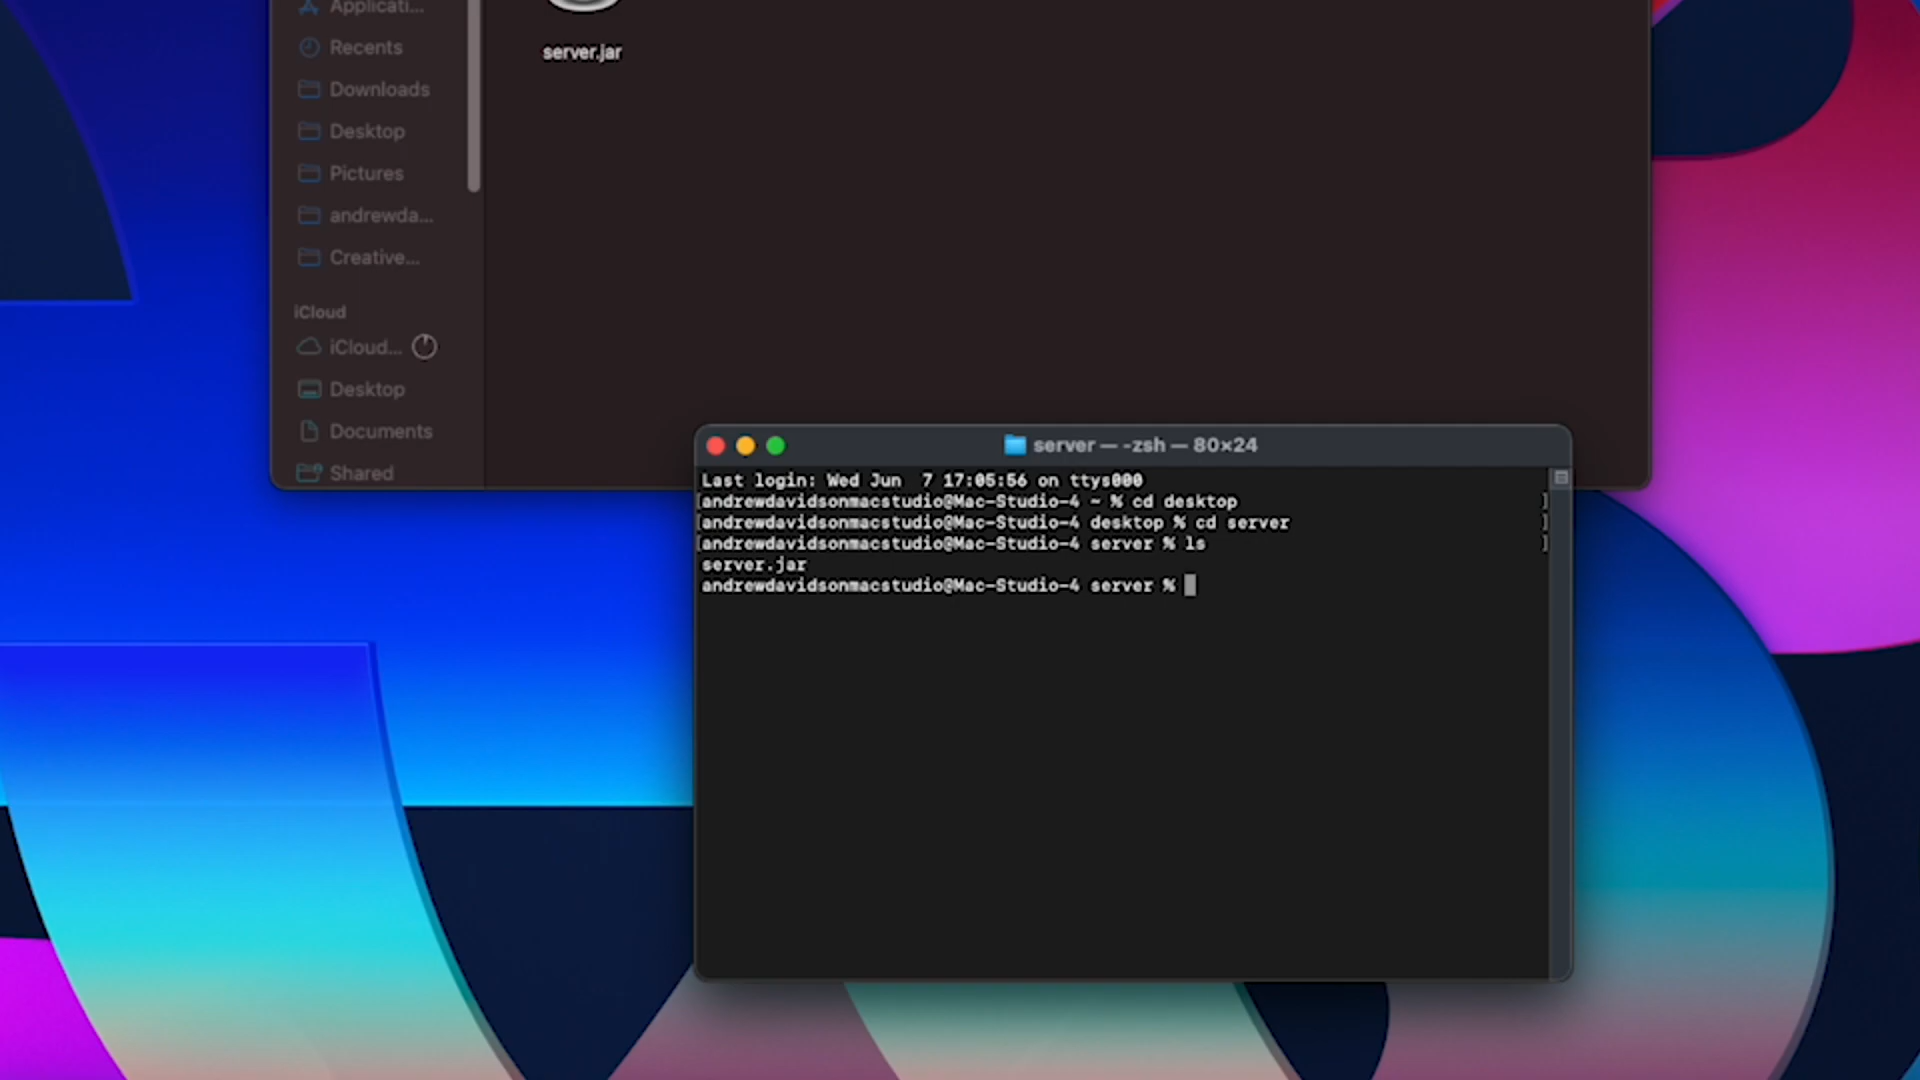 Applicati...
Recents
Downloads
Desktop
Pictures
andrewda...
Creative...
iCloud
iCloud...
Desktop
Documents
Shared
server.jar
server — -zsh — 80×24
Last login: Wed Jun  7 17:05:56 on ttys000
[andrewdavidsonmacstudio@Mac-Studio-4 ~ % cd desktop ]
[andrewdavidsonmacstudio@Mac-Studio-4 desktop % cd server ]
[andrewdavidsonmacstudio@Mac-Studio-4 server % ls ]
server.jar
andrewdavidsonmacstudio@Mac-Studio-4 server %